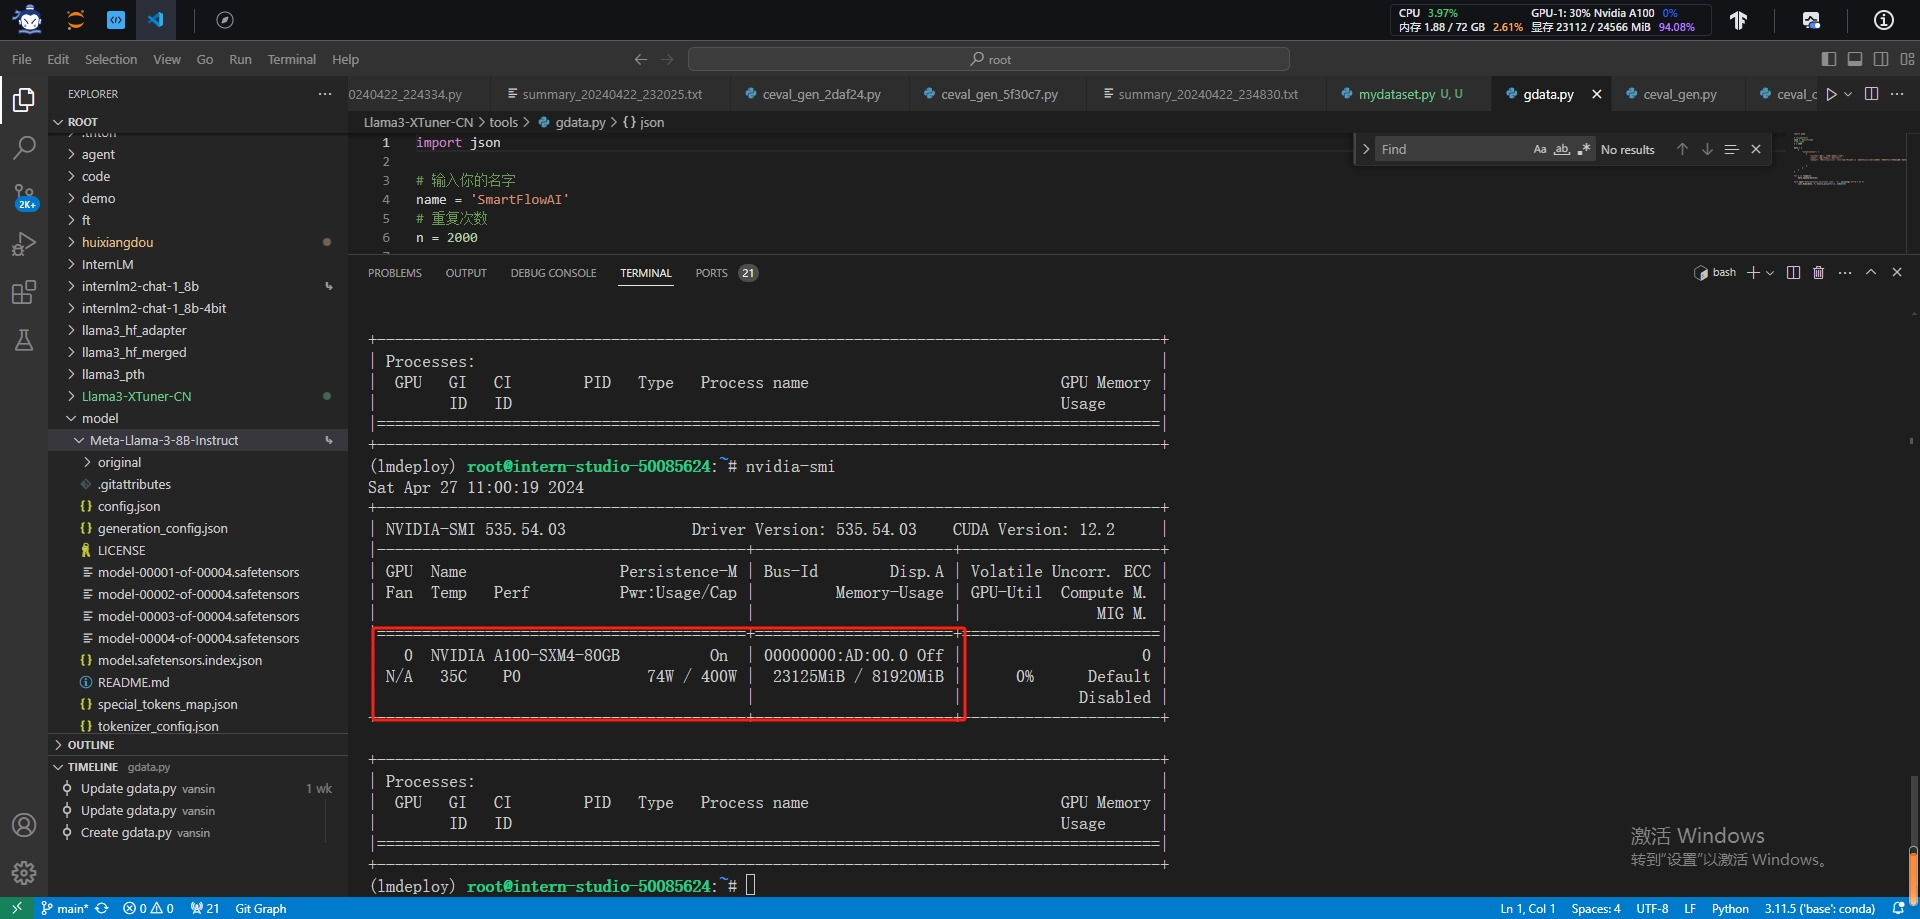 CPU 3.97% GPU-1: 30% Nvidia A100 0%
内存 1.88 / 72 GB 2.61% 显存 23112 / 24566 MiB 94.08%
File Edit Selection View Go Run Terminal Help
root
EXPLORER
0240422_224334.py summary_20240422_232025.txt ceval_gen_2daf24.py ceval_gen_5f30c7.py summary_20240422_234830.txt mydataset.py U, U gdata.py ceval_gen.py ceval_c
ROOT
Llama3-XTuner-CN > tools > gdata.py > {} json
.triton
agent
code
demo
ft
huixiangdou
InternLM
internlm2-chat-1_8b
internlm2-chat-1_8b-4bit
llama3_hf_adapter
llama3_hf_merged
llama3_pth
Llama3-XTuner-CN
model
Meta-Llama-3-8B-Instruct
original
.gitattributes
config.json
generation_config.json
LICENSE
model-00001-of-00004.safetensors
model-00002-of-00004.safetensors
model-00003-of-00004.safetensors
model-00004-of-00004.safetensors
model.safetensors.index.json
README.md
special_tokens_map.json
tokenizer_config.json
OUTLINE
TIMELINE gdata.py
Update gdata.py vansin 1 wk
Update gdata.py vansin
Create gdata.py vansin
2K+
1 import json
2
3 # 输入你的名字
4 name = 'SmartFlowAI'
5 # 重复次数
6 n = 2000
Find Aa ab .* No results
PROBLEMS OUTPUT DEBUG CONSOLE TERMINAL PORTS 21
bash
Processes:
GPU GI CI PID Type Process name GPU Memory
ID ID Usage
(lmdeploy) root@intern-studio-50085624:~# nvidia-smi
Sat Apr 27 11:00:19 2024
NVIDIA-SMI 535.54.03 Driver Version: 535.54.03 CUDA Version: 12.2
GPU Name Persistence-M | Bus-Id Disp.A | Volatile Uncorr. ECC
Fan Temp Perf Pwr:Usage/Cap | Memory-Usage | GPU-Util Compute M.
MIG M.
0 NVIDIA A100-SXM4-80GB On | 00000000:AD:00.0 Off | 0
N/A 35C P0 74W / 400W | 23125MiB / 81920MiB | 0% Default
Disabled
Processes:
GPU GI CI PID Type Process name GPU Memory
ID ID Usage
(lmdeploy) root@intern-studio-50085624:~#
激活 Windows
转到"设置"以激活 Windows。
main* 0 0 21 Git Graph Ln 1, Col 1 Spaces: 4 UTF-8 LF Python 3.11.5 ('base': conda)